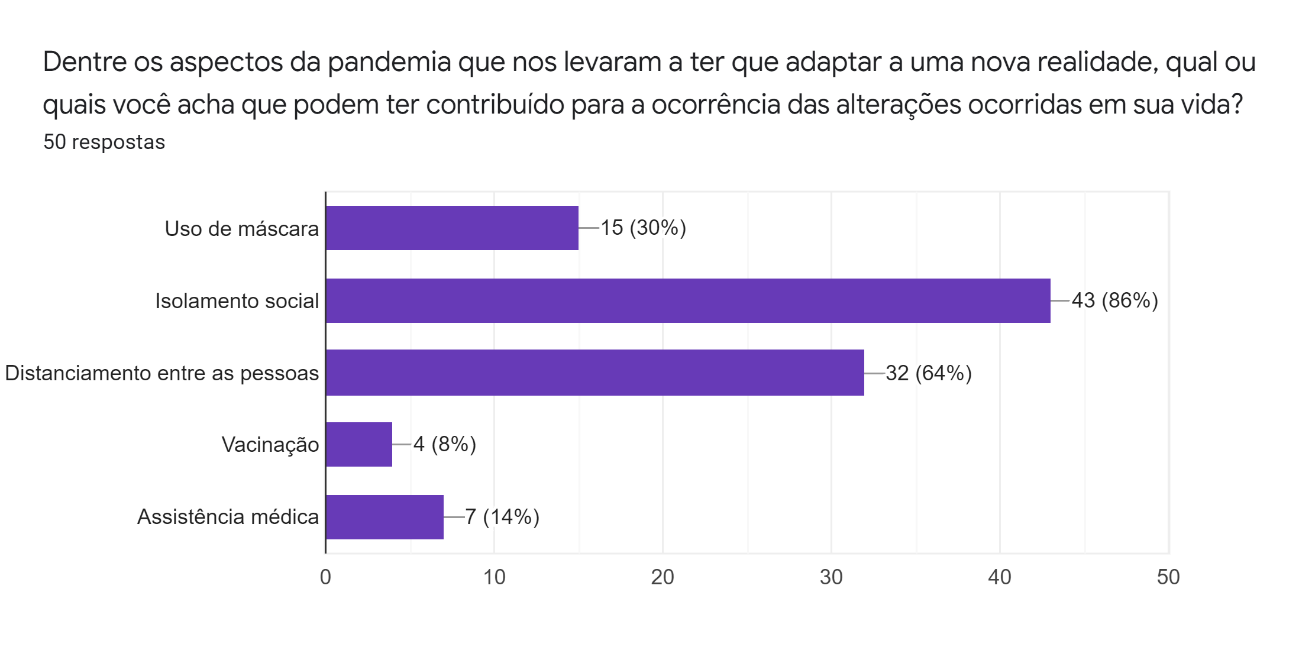 Dentre os aspectos da pandemia que nos levaram a ter que adaptar a uma nova realidade, qual ou
quais você acha que podem ter contribuído para a ocorrência das alterações ocorridas em sua vida?
50 respostas
Uso de máscara 15 (30%)
Isolamento social 43 (86%)
Distanciamento entre as pessoas 32 (64%)
Vacinação 4 (8%)
Assistência médica 7 (14%)
0 10 20 30 40 50